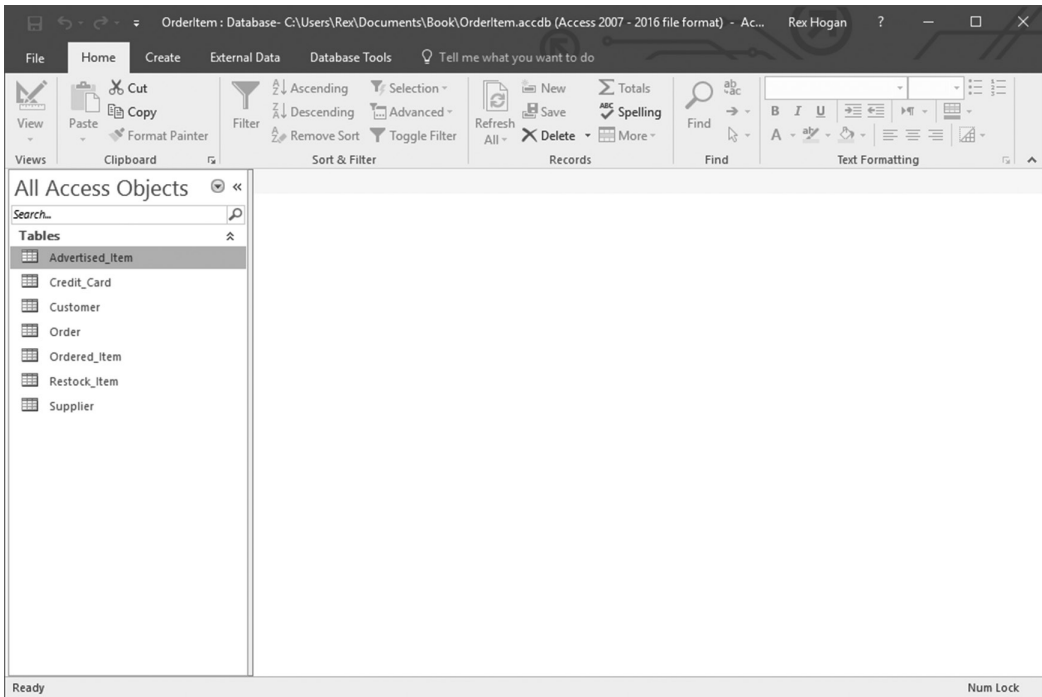 OrderItem : Database- C:\Users\Rex\Documents\Book\OrderItem.accdb (Access 2007 - 2016 file format) - Ac... Rex Hogan ?
File Home Create External Data Database Tools Tell me what you want to do
View
Views
Paste
Cut
Copy
Format Painter
Clipboard
Filter
Ascending
Descending
Remove Sort
Selection
Advanced
Toggle Filter
Sort & Filter
Refresh
All
New
Save
Delete
Totals
ABC
Spelling
More
Records
Find
ab
ac
Find
B I U
A ab
Text Formatting
All Access Objects «
Search...
Tables
Advertised_Item
Credit_Card
Customer
Order
Ordered_Item
Restock_Item
Supplier
Ready Num Lock